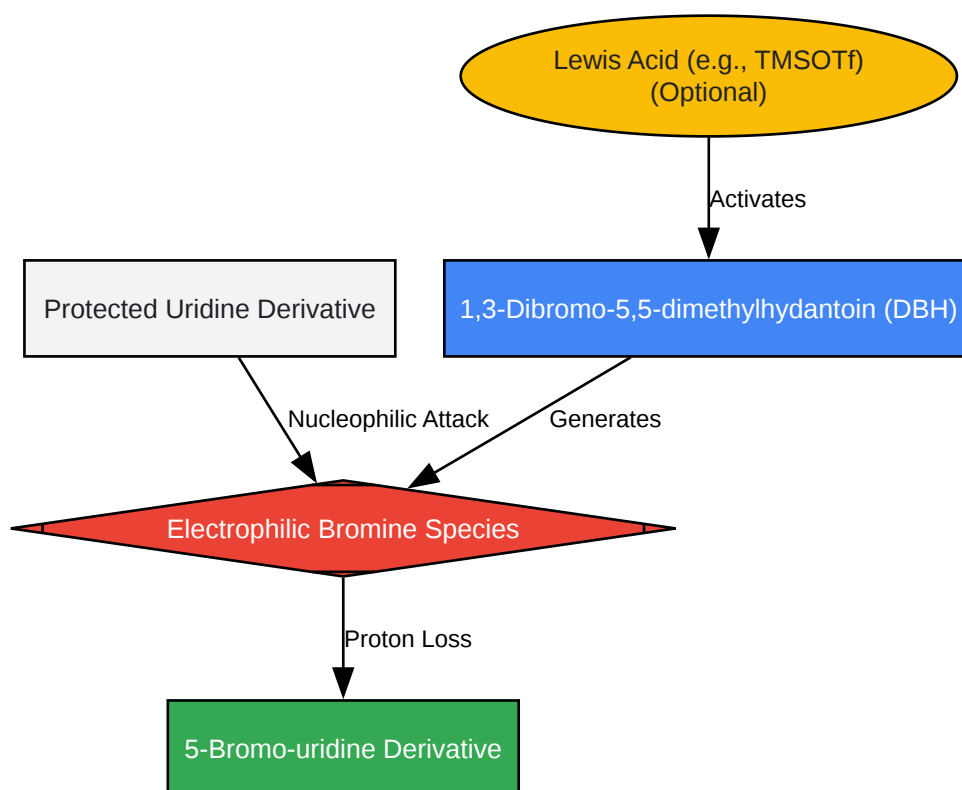 Lewis Acid (e.g., TMSOTf)
(Optional)
Activates
Protected Uridine Derivative
1,3-Dibromo-5,5-dimethylhydantoin (DBH)
Nucleophilic Attack
Generates
Electrophilic Bromine Species
Proton Loss
5-Bromo-uridine Derivative